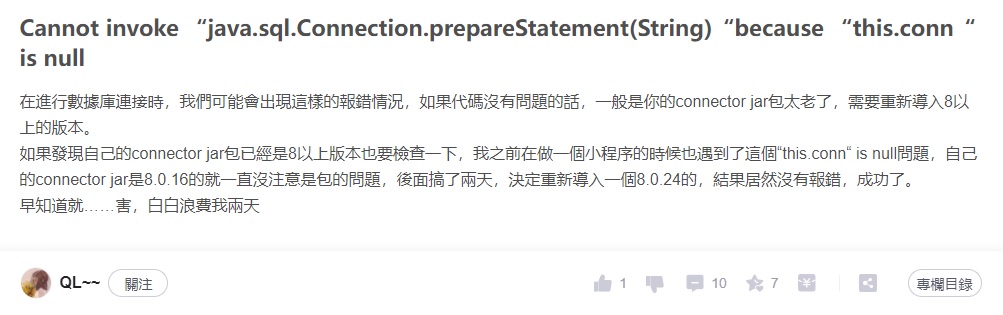 Cannot invoke “java.sql.Connection.prepareStatement(String)“because “this.conn“
is null
在進行數據庫連接時，我們可能會出現這樣的報錯情況，如果代碼沒有問題的話，一般是你的connector jar包太老了，需要重新導入8以
上的版本。
如果發現自己的connector jar包已經是8以上版本也要檢查一下，我之前在做一個小程序的時候也遇到了這個“this.conn“ is null問題，自己
的connector jar是8.0.16的就一直沒注意是包的問題，後面搞了兩天，決定重新導入一個8.0.24的，結果居然沒有報錯，成功了。
早知道就……害，白白浪費我兩天
QL~~ 關注 1 10 7 專欄目錄